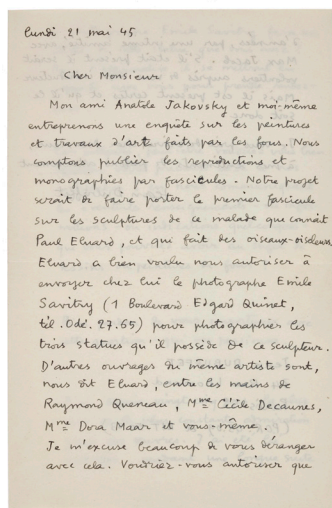 Lundi 21 mai 45
Cher Monsieur
Mon ami Anatole Jakovsky et moi-même
entreprenons une enquête sur les peintures
et travaux d'art faits par les fous. Nous
comptons publier les reproductions et
monographies par fascicules. Notre projet
serait de faire porter le premier fascicule
sur les sculptures de ce malade que connaît
Paul Eluard, et qui fait des oiseaux-oiseleurs.
Eluard a bien voulu nous autoriser à
envoyer chez lui le photographe Emile
Savitry (1 Boulevard Edgard Quinet,
tél. Odé. 27.65) pour photographier les
trois statues qu'il possède de ce sculpteur.
D'autres ouvrages du même artiste sont,
nous dit Eluard, entre les mains de
Raymond Queneau, Mme Cécile Decaunes,
Mme Dora Maar et vous-même.
Je m'excuse beaucoup de vous déranger
avec cela. Voudriez-vous autoriser que